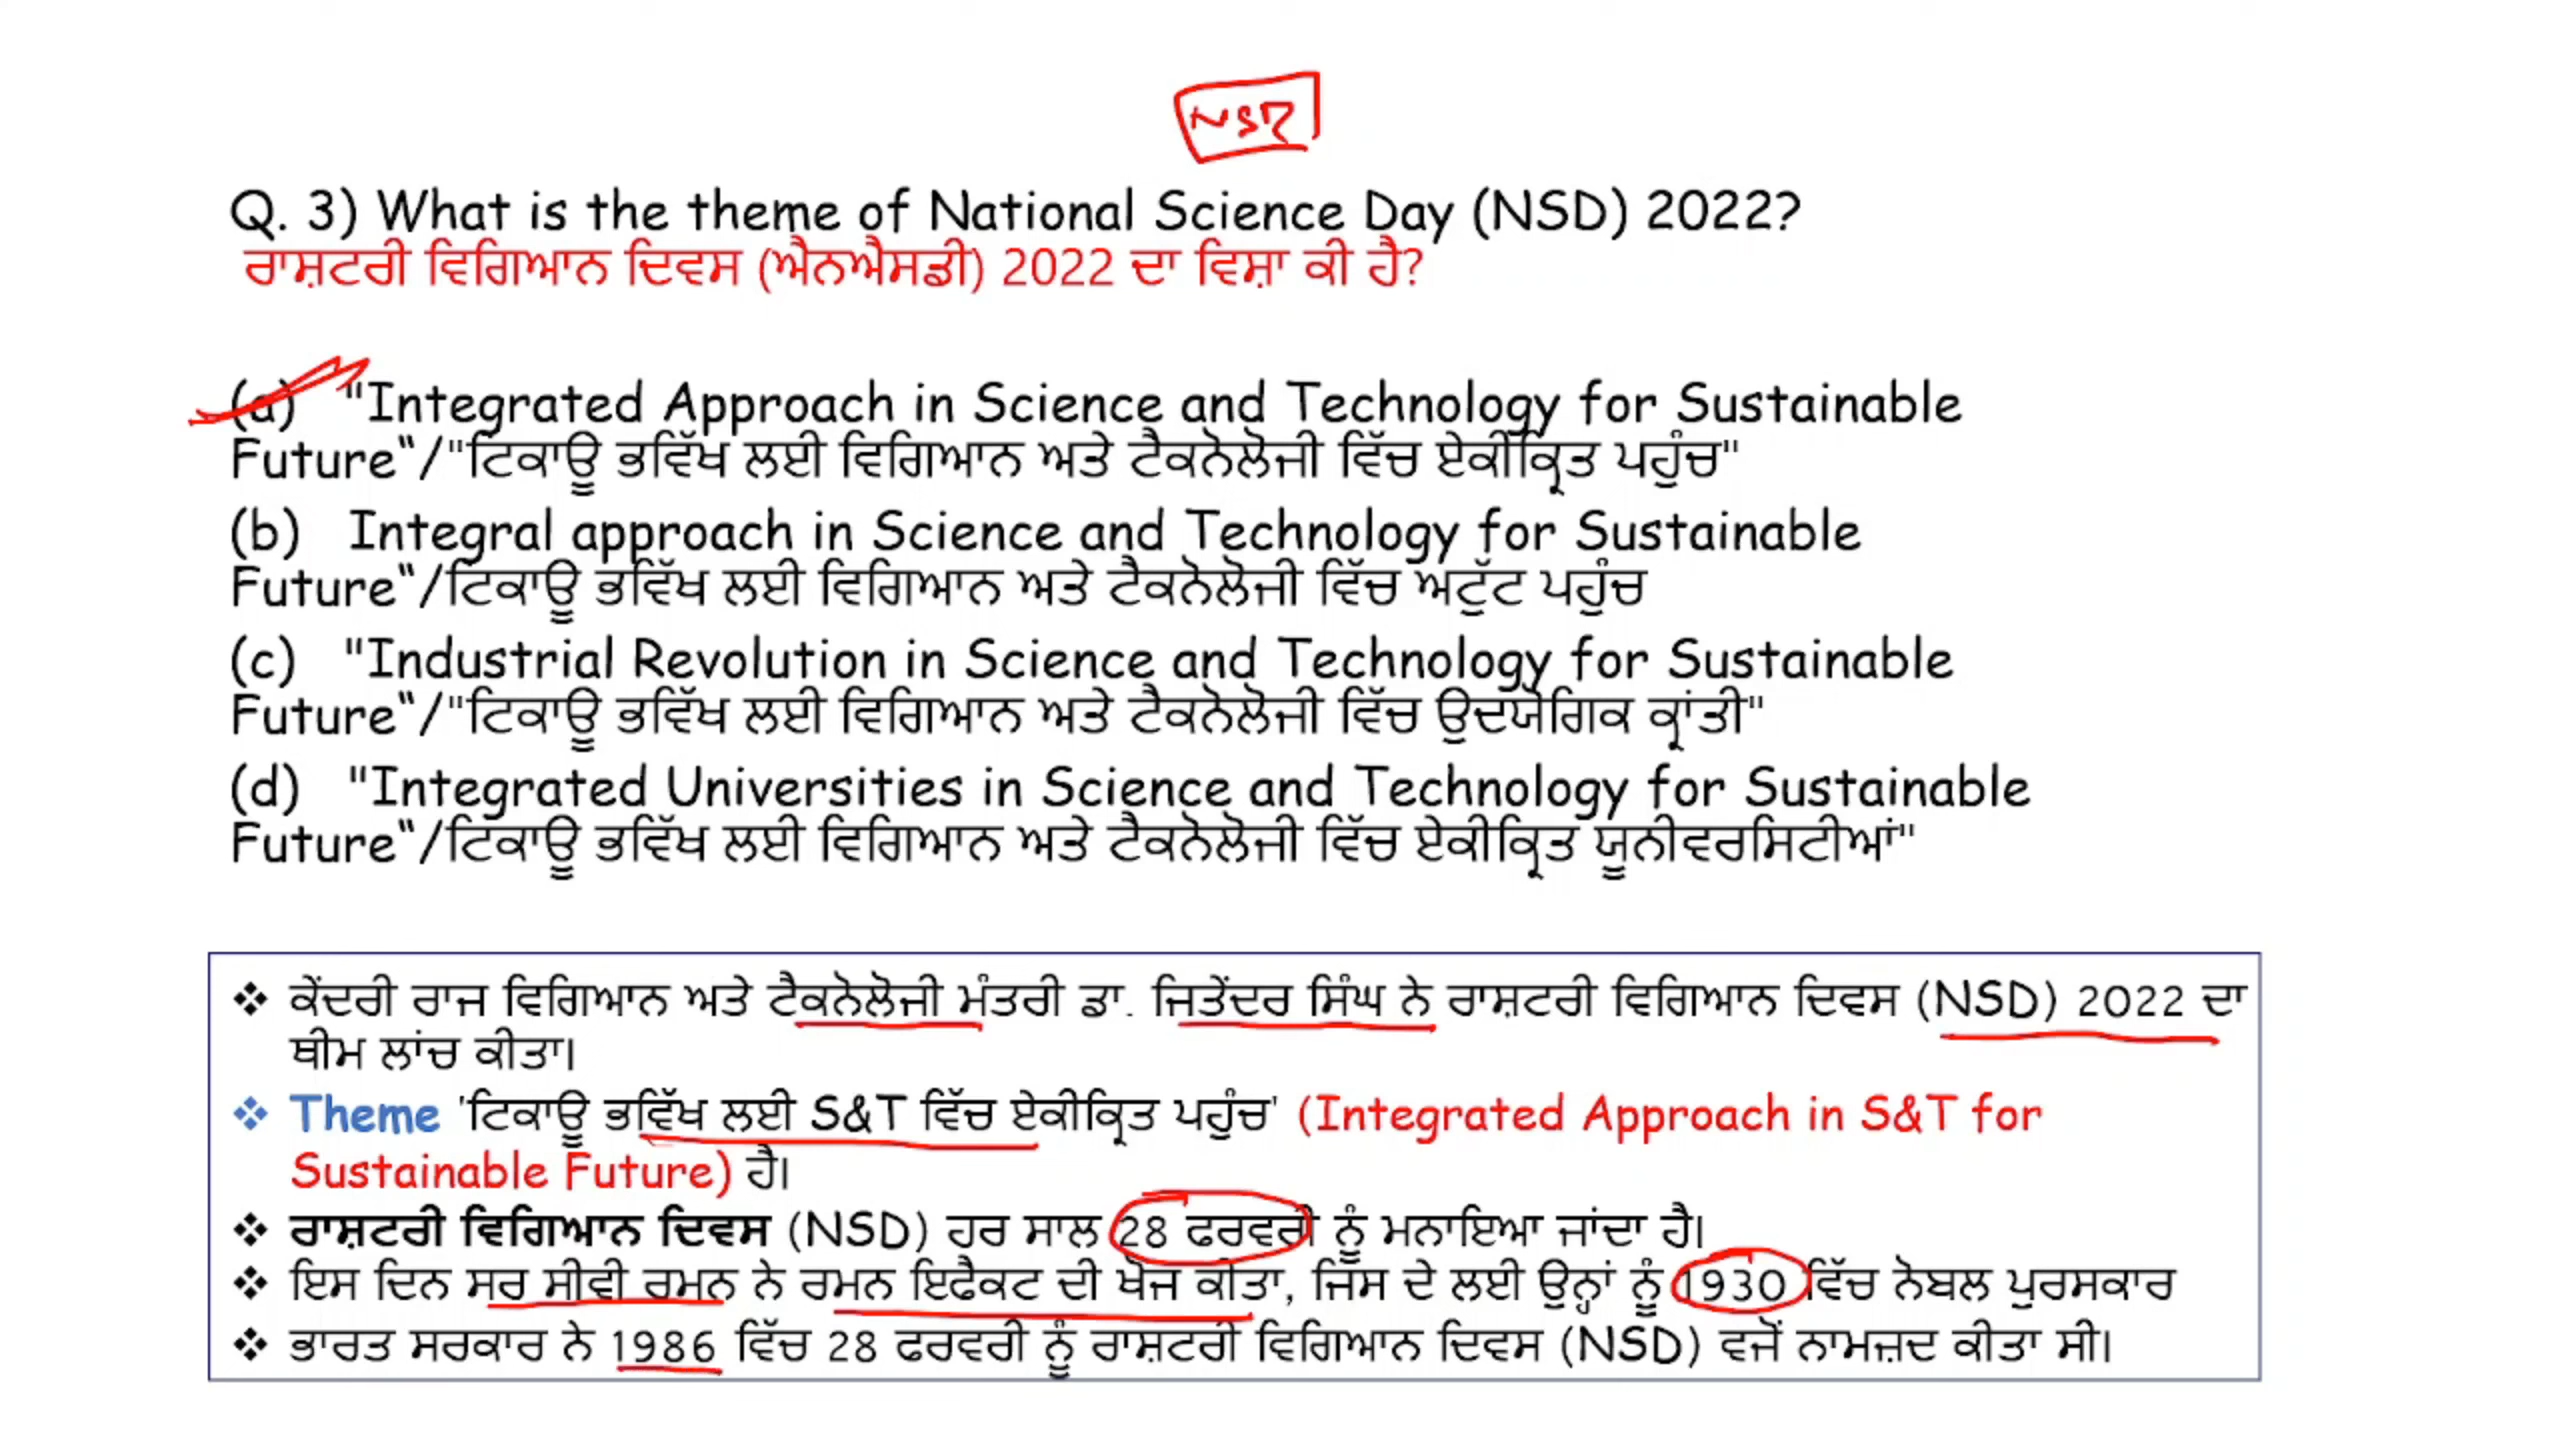 NSD
Q. 3) What is the theme of National Science Day (NSD) 2022?
ਰਾਸ਼ਟਰੀ ਵਿਗਿਆਨ ਦਿਵਸ (ਐਨਐਸਡੀ) 2022 ਦਾ ਵਿਸ਼ਾ ਕੀ ਹੈ?
(a) "Integrated Approach in Science and Technology for Sustainable
Future“/"ਟਿਕਾਊ ਭਵਿੱਖ ਲਈ ਵਿਗਿਆਨ ਅਤੇ ਟੈਕਨੋਲੋਜੀ ਵਿੱਚ ਏਕੀਕ੍ਰਿਤ ਪਹੁੰਚ"
(b) Integral approach in Science and Technology for Sustainable
Future“/ਟਿਕਾਊ ਭਵਿੱਖ ਲਈ ਵਿਗਿਆਨ ਅਤੇ ਟੈਕਨੋਲੋਜੀ ਵਿੱਚ ਅਟੁੱਟ ਪਹੁੰਚ
(c) "Industrial Revolution in Science and Technology for Sustainable
Future“/"ਟਿਕਾਊ ਭਵਿੱਖ ਲਈ ਵਿਗਿਆਨ ਅਤੇ ਟੈਕਨੋਲੋਜੀ ਵਿੱਚ ਉਦਯੋਗਿਕ ਕ੍ਰਾਂਤੀ"
(d) "Integrated Universities in Science and Technology for Sustainable
Future“/ਟਿਕਾਊ ਭਵਿੱਖ ਲਈ ਵਿਗਿਆਨ ਅਤੇ ਟੈਕਨੋਲੋਜੀ ਵਿੱਚ ਏਕੀਕ੍ਰਿਤ ਯੂਨੀਵਰਸਿਟੀਆਂ"
❖ ਕੇਂਦਰੀ ਰਾਜ ਵਿਗਿਆਨ ਅਤੇ ਟੈਕਨੋਲੋਜੀ ਮੰਤਰੀ ਡਾ. ਜਿਤੇਂਦਰ ਸਿੰਘ ਨੇ ਰਾਸ਼ਟਰੀ ਵਿਗਿਆਨ ਦਿਵਸ (NSD) 2022 ਦਾ
ਥੀਮ ਲਾਂਚ ਕੀਤਾ।
❖ Theme 'ਟਿਕਾਊ ਭਵਿੱਖ ਲਈ S&T ਵਿੱਚ ਏਕੀਕ੍ਰਿਤ ਪਹੁੰਚ' (Integrated Approach in S&T for
Sustainable Future) ਹੈ।
❖ ਰਾਸ਼ਟਰੀ ਵਿਗਿਆਨ ਦਿਵਸ (NSD) ਹਰ ਸਾਲ 28 ਫਰਵਰੀ ਨੂੰ ਮਨਾਇਆ ਜਾਂਦਾ ਹੈ।
❖ ਇਸ ਦਿਨ ਸਰ ਸੀਵੀ ਰਮਨ ਨੇ ਰਮਨ ਇਫੈਕਟ ਦੀ ਖੋਜ ਕੀਤਾ, ਜਿਸ ਦੇ ਲਈ ਉਨ੍ਹਾਂ ਨੂੰ 1930 ਵਿੱਚ ਨੋਬਲ ਪੁਰਸਕਾਰ
❖ ਭਾਰਤ ਸਰਕਾਰ ਨੇ 1986 ਵਿੱਚ 28 ਫਰਵਰੀ ਨੂੰ ਰਾਸ਼ਟਰੀ ਵਿਗਿਆਨ ਦਿਵਸ (NSD) ਵਜੋਂ ਨਾਮਜ਼ਦ ਕੀਤਾ ਸੀ।